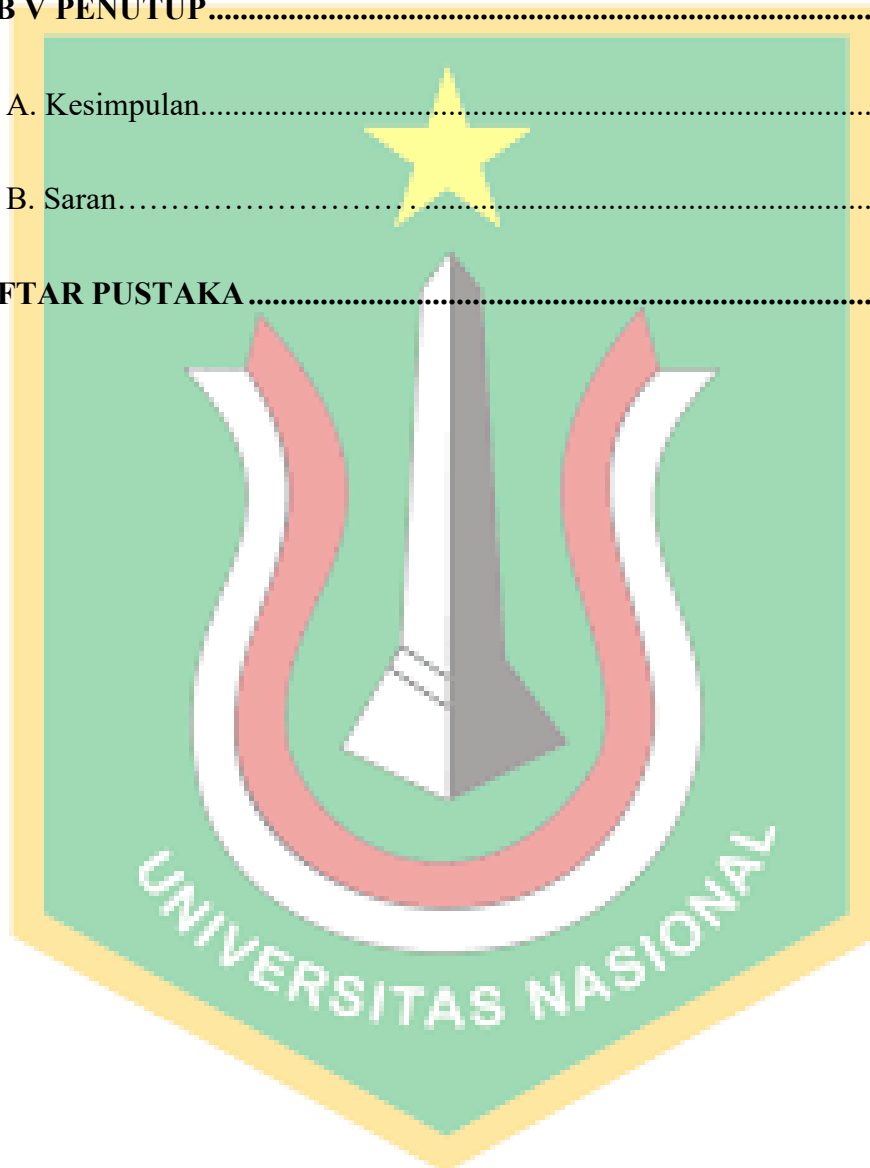 B V PENUTUP..........................................................................................
A. Kesimpulan..........................................................................................
B. Saran………………………. ..........................................................
FTAR PUSTAKA..........................................................................................
UNIVERSITAS NASIONAL